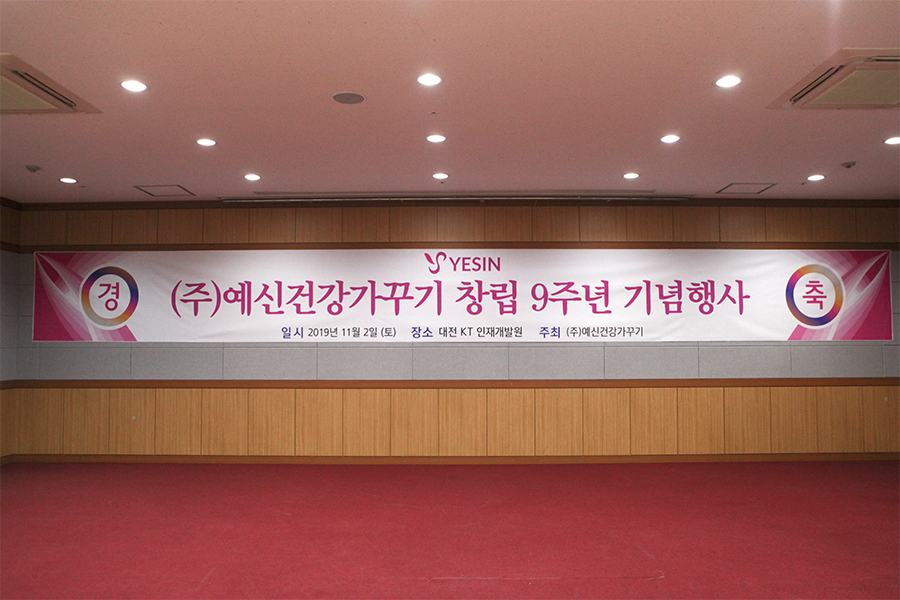 YESIN
경
(주)예신건강가꾸기 창립 9주년 기념행사
축
일 시 2019년 11월 2일 (토) 장소 대전 KT 인재개발원 주최 (주)예신건강가꾸기